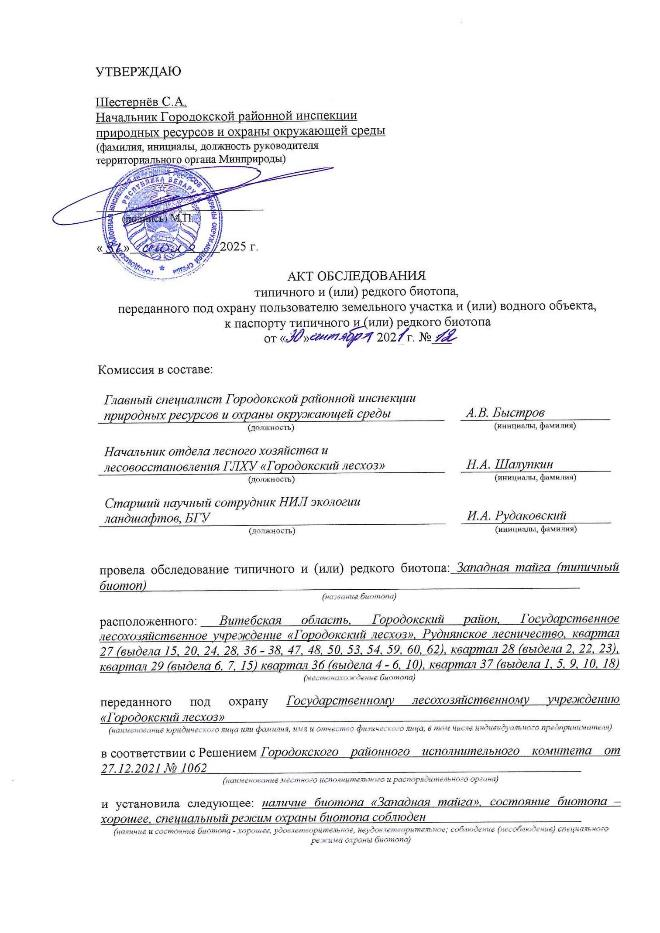 УТВЕРЖДАЮ
Шестернёв С.А.
Начальник Городокской районной инспекции
природных ресурсов и охраны окружающей среды
(фамилия, инициалы, должность руководителя
территориального органа Минприроды)
РЕСПУБЛИКА БЕЛАРУСЬ
(подпись) М.П.
« » 2025 г.
АКТ ОБСЛЕДОВАНИЯ
типичного и (или) редкого биотопа,
переданного под охрану пользователю земельного участка и (или) водного объекта,
к паспорту типичного и (или) редкого биотопа
от «30» сентября 2021 г. № 12
Комиссия в составе:
Главный специалист Городокской районной инспекции
природных ресурсов и охраны окружающей среды А.В. Быстров
(должность) (инициалы, фамилия)
Начальник отдела лесного хозяйства и
лесовосстановления ГЛХУ «Городокский лесхоз» Н.А. Шалупкин
(должность) (инициалы, фамилия)
Старший научный сотрудник НИЛ экологии
ландшафтов, БГУ И.А. Рудаковский
(должность) (инициалы, фамилия)
провела обследование типичного и (или) редкого биотопа: Западная тайга (типичный
биотоп)
(название биотопа)
расположенного: Витебская область, Городокский район, Государственное
лесохозяйственное учреждение «Городокский лесхоз», Руднянское лесничество, квартал
27 (выдела 15, 20, 24, 28, 36 - 38, 47, 48, 50, 53, 54, 59, 60, 62), квартал 28 (выдела 2, 22, 23),
квартал 29 (выдела 6, 7, 15) квартал 36 (выдела 4 - 6, 10), квартал 37 (выдела 1, 5, 9, 10, 18)
(местонахождение биотопа)
переданного под охрану Государственному лесохозяйственному учреждению
«Городокский лесхоз»
(наименование юридического лица или фамилия, имя и отчество физического лица, в том числе индивидуального предпринимателя)
в соответствии с Решением Городокского районного исполнительного комитета от
27.12.2021 № 1062
(наименование местного исполнительного и распорядительного органа)
и установила следующее: наличие биотопа «Западная тайга», состояние биотопа –
хорошее, специальный режим охраны биотопа соблюден
(наличие и состояние биотопа - хорошее, удовлетворительное, неудовлетворительное; соблюдение (несоблюдение) специального
режима охраны биотопа)